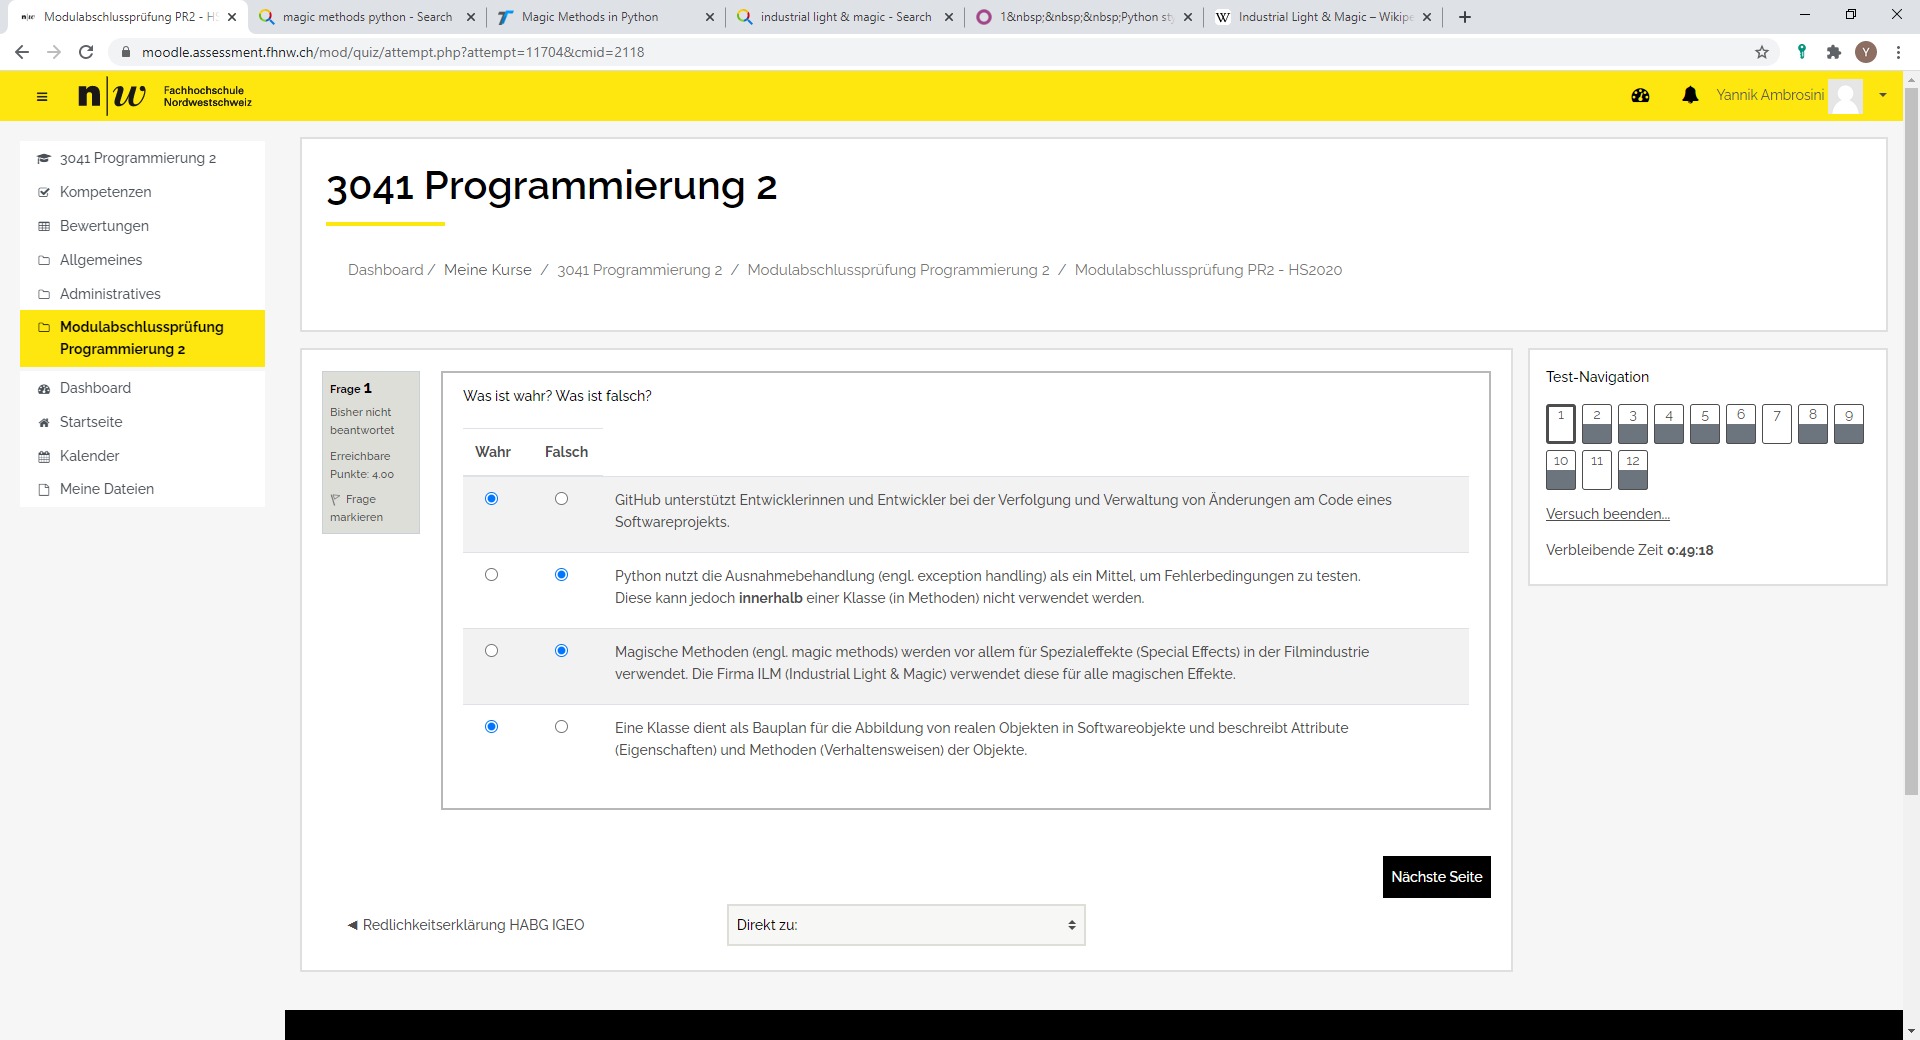 Modulabschlussprüfung PR2 - HS
magic methods python - Search
Magic Methods in Python
industrial light & magic - Search
1&nbsp;&nbsp;&nbsp;Python sty
Industrial Light & Magic – Wikipe
moodle.assessment.fhnw.ch/mod/quiz/attempt.php?attempt=11704&cmid=2118
Y
n|w Fachhochschule
Nordwestschweiz
Yannik Ambrosini
3041 Programmierung 2
Kompetenzen
Bewertungen
Allgemeines
Administratives
Modulabschlussprüfung
Programmierung 2
Dashboard
Startseite
Kalender
Meine Dateien
3041 Programmierung 2
Dashboard / Meine Kurse / 3041 Programmierung 2 / Modulabschlussprüfung Programmierung 2 / Modulabschlussprüfung PR2 - HS2020
Frage 1
Bisher nicht
beantwortet
Erreichbare
Punkte: 4.00
Frage
markieren
Was ist wahr? Was ist falsch?
Wahr Falsch
GitHub unterstützt Entwicklerinnen und Entwickler bei der Verfolgung und Verwaltung von Änderungen am Code eines
Softwareprojekts.
Python nutzt die Ausnahmebehandlung (engl. exception handling) als ein Mittel, um Fehlerbedingungen zu testen.
Diese kann jedoch innerhalb einer Klasse (in Methoden) nicht verwendet werden.
Magische Methoden (engl. magic methods) werden vor allem für Spezialeffekte (Special Effects) in der Filmindustrie
verwendet. Die Firma ILM (Industrial Light & Magic) verwendet diese für alle magischen Effekte.
Eine Klasse dient als Bauplan für die Abbildung von realen Objekten in Softwareobjekte und beschreibt Attribute
(Eigenschaften) und Methoden (Verhaltensweisen) der Objekte.
Nächste Seite
◄ Redlichkeitserklärung HABG IGEO
Direkt zu:
Test-Navigation
1 2 3 4 5 6 7 8 9
10 11 12
Versuch beenden...
Verbleibende Zeit 0:49:18